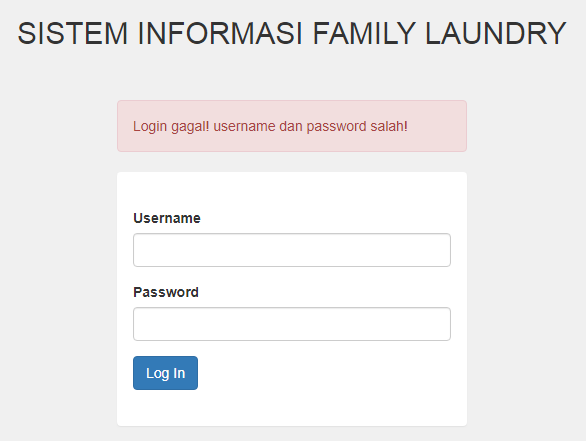 SISTEM INFORMASI FAMILY LAUNDRY
Login gagal! username dan password salah!
Username
Password
Log In